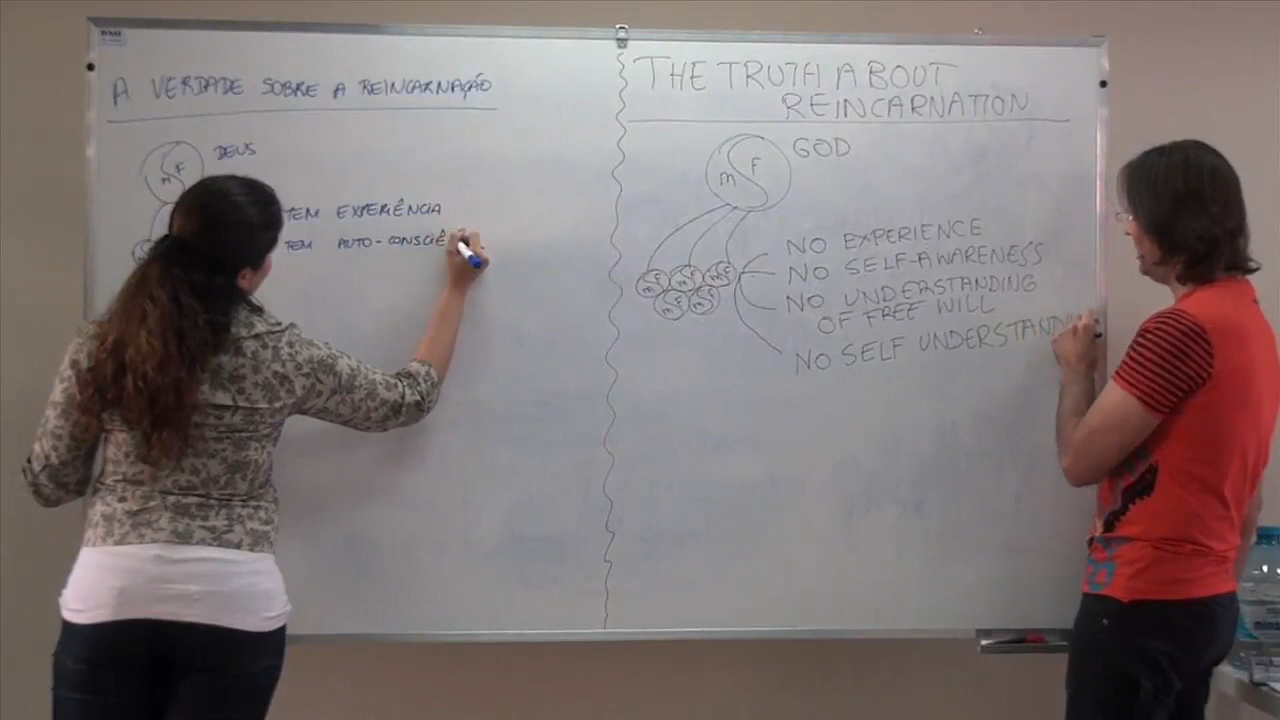 A VERDADE SOBRE A REINCARNAÇÃO
DEUS
M F
TEM EXPERIÊNCIA
TEM AUTO-CONSCIÊ
THE TRUTH ABOUT
REINCARNATION
GOD
M F
NO EXPERIENCE
NO SELF-AWARENESS
NO UNDERSTANDING
OF FREE WILL
NO SELF UNDERSTAND